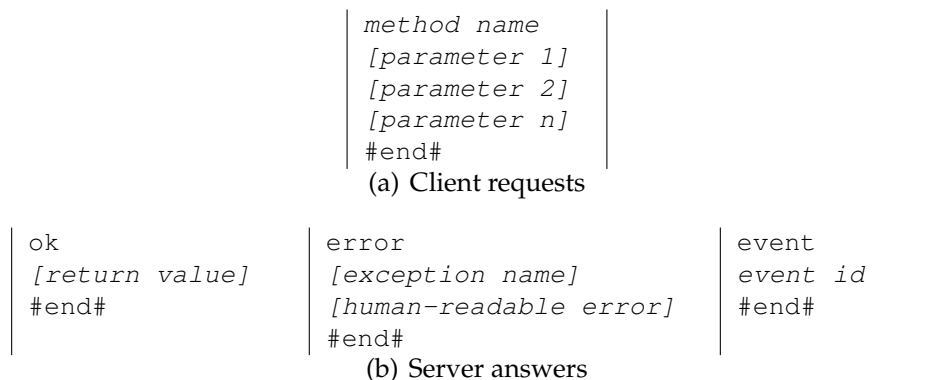 method name
[parameter 1]
[parameter 2]
[parameter n]
#end#
(a) Client requests
ok
[return value]
#end#
error
[exception name]
[human-readable error]
#end#
event
event id
#end#
(b) Server answers